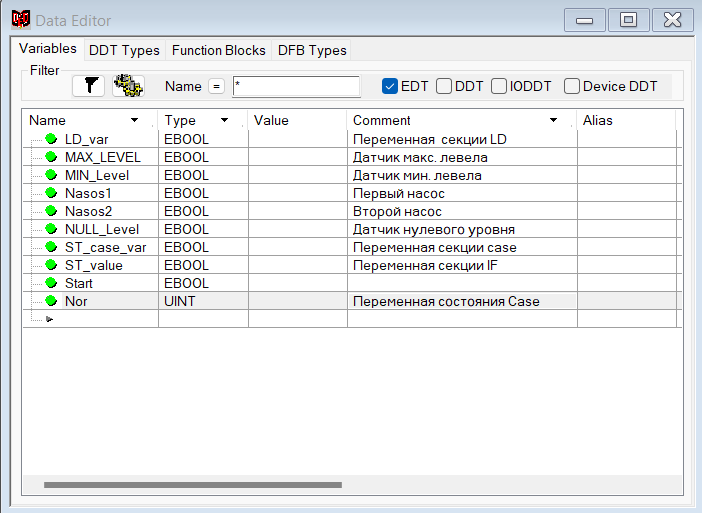 Data Editor
Variables DDT Types Function Blocks DFB Types
Filter
Name = * EDT DDT IODDT Device DDT
Name Type Value Comment Alias
LD_var EBOOL Переменная секции LD
MAX_LEVEL EBOOL Датчик макс. левела
MIN_Level EBOOL Датчик мин. левела
Nasos1 EBOOL Первый насос
Nasos2 EBOOL Второй насос
NULL_Level EBOOL Датчик нулевого уровня
ST_case_var EBOOL Переменная секции case
ST_value EBOOL Переменная секции IF
Start EBOOL
Nor UINT Переменная состояния Case